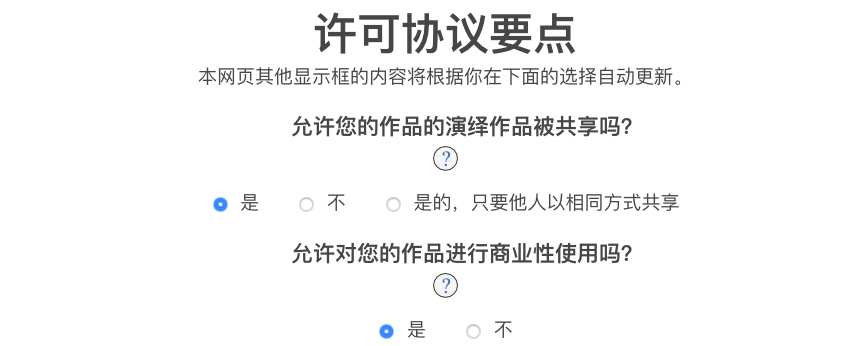 许可协议要点
本网页其他显示框的内容将根据你在下面的选择自动更新。
允许您的作品的演绎作品被共享吗?
?
是 不 是的，只要他人以相同方式共享
允许对您的作品进行商业性使用吗?
?
是 不